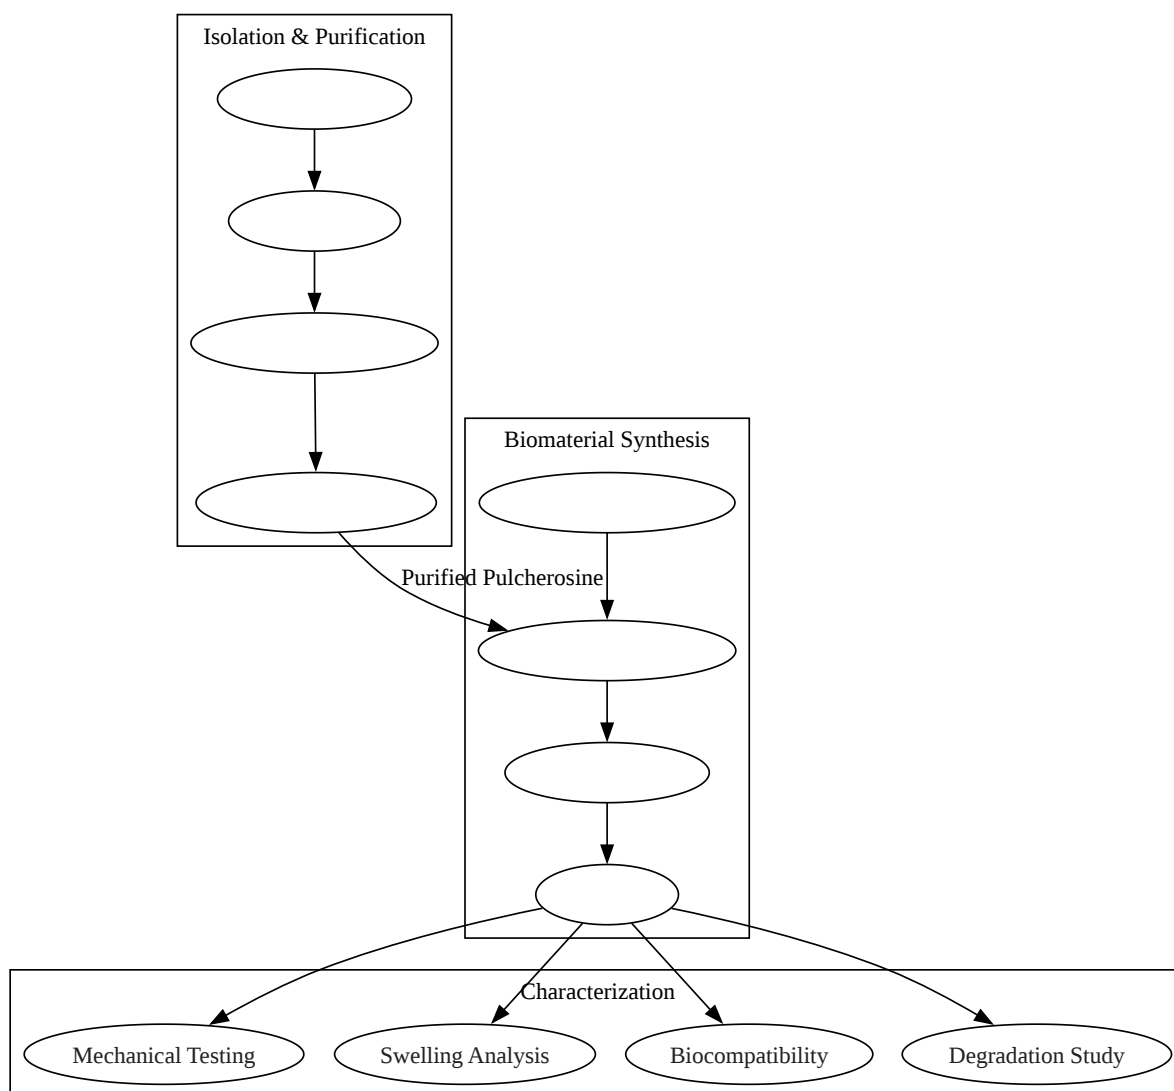 Isolation & Purification
Biomaterial Synthesis
Purified Pulcherosine
Characterization
Mechanical Testing
Swelling Analysis
Biocompatibility
Degradation Study